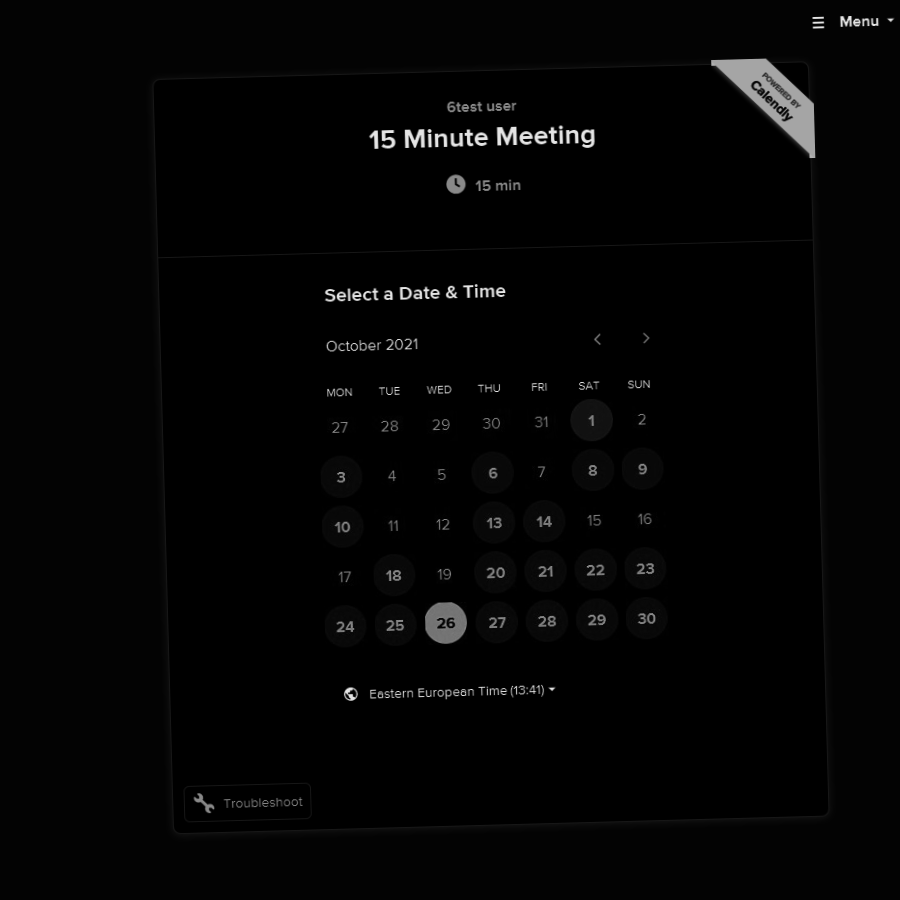 ☰ Menu
POWERED BY
Calendly
6test user
15 Minute Meeting
15 min
Select a Date & Time
October 2021
MON TUE WED THU FRI SAT SUN
27 28 29 30 31 1 2
3 4 5 6 7 8 9
10 11 12 13 14 15 16
17 18 19 20 21 22 23
24 25 26 27 28 29 30
Eastern European Time (13:41)
Troubleshoot